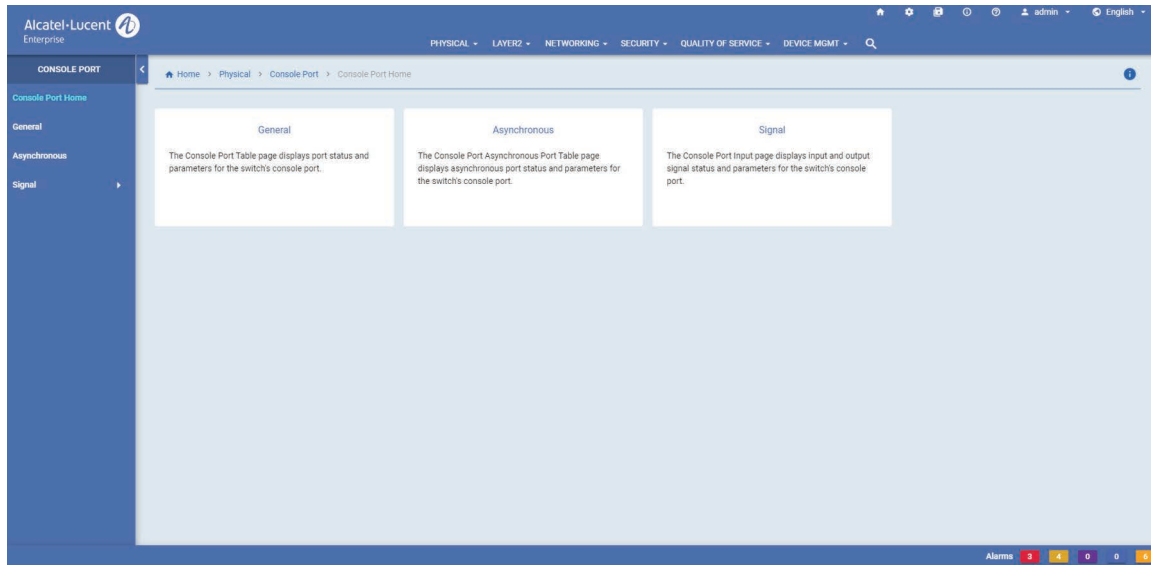 Alcatel·Lucent
Enterprise
admin
English
PHYSICAL
LAYER2
NETWORKING
SECURITY
QUALITY OF SERVICE
DEVICE MGMT
CONSOLE PORT
Home > Physical > Console Port > Console Port Home
Console Port Home
General
Asynchronous
Signal
General
The Console Port Table page displays port status and
parameters for the switch's console port.
Asynchronous
The Console Port Asynchronous Port Table page
displays asynchronous port status and parameters for
the switch's console port.
Signal
The Console Port Input page displays input and output
signal status and parameters for the switch's console
port.
Alarms 3 4 0 0 6